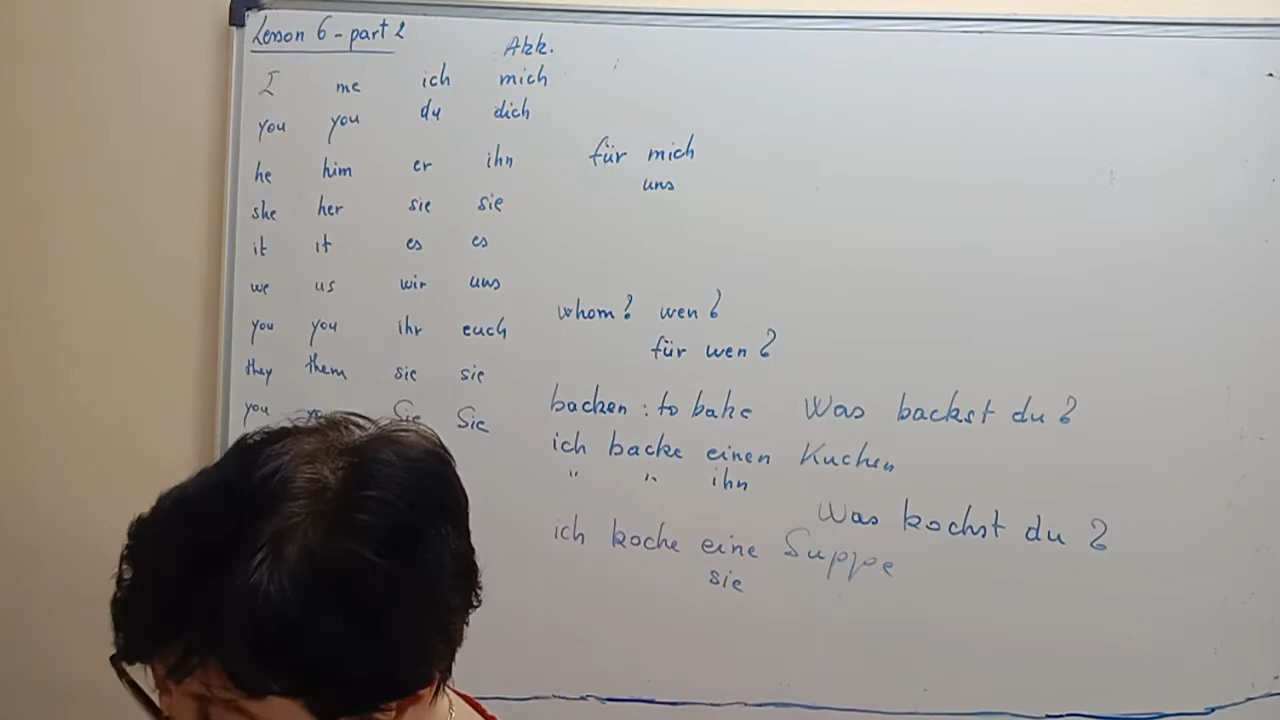 Lesson 6 - part 2
Akk.
I me ich mich
you you du dich
he him er ihn
she her sie sie
it it es es
we us wir uns
you you ihr euch
they them sie sie
you Sie Sie
für mich
uns
whom? wen?
für wen?
backen : to bake Was backst du?
ich backe einen Kuchen
" " ihn
Was kochst du?
ich koche eine Suppe
sie